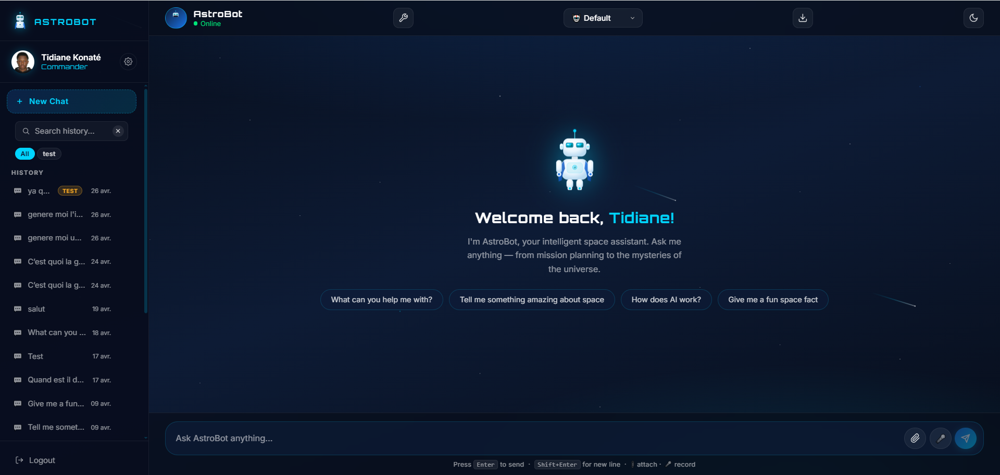 ASTROBOT
Tidiane Konaté
Commander
+ New Chat
Search history...
All test
HISTORY
ya q... TEST 26 avr.
genere moi l'i... 26 avr.
genere moi u... 26 avr.
C'est quoi la g... 24 avr.
C'est quoi la g... 24 avr.
salut 19 avr.
What can you ... 18 avr.
Test 17 avr.
Quand est il d... 17 avr.
Give me a fun... 09 avr.
Tell me somet... 09 avr.
Logout
AstroBot
Online
Default
Welcome back, Tidiane!
I'm AstroBot, your intelligent space assistant. Ask me
anything — from mission planning to the mysteries of
the universe.
What can you help me with?
Tell me something amazing about space
How does AI work?
Give me a fun space fact
Ask AstroBot anything...
Press Enter to send · Shift+Enter for new line · attach · record